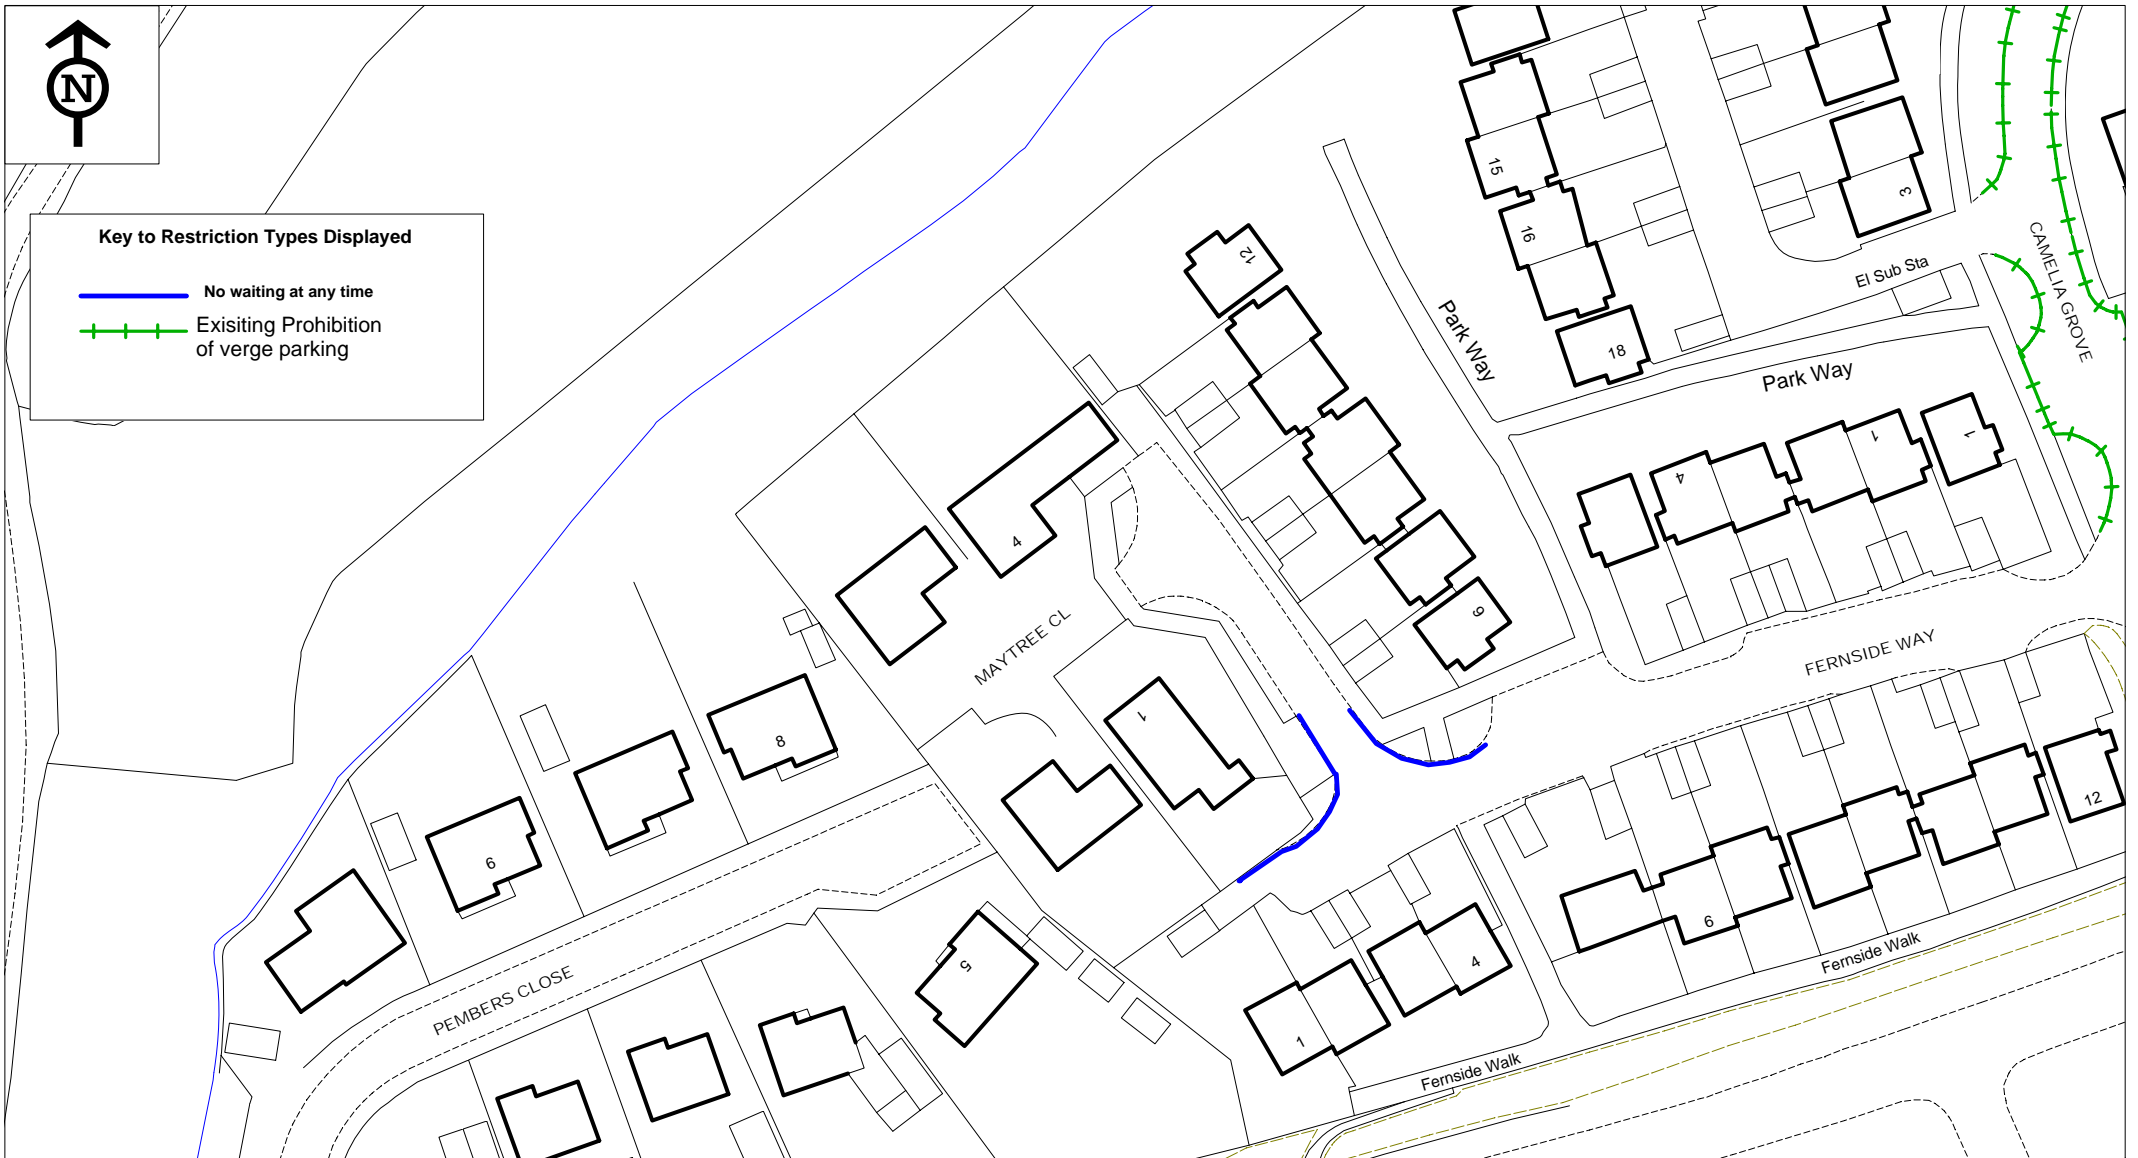 N
Key to Restriction Types Displayed
No waiting at any time
Exisiting Prohibition
of verge parking
15
16
18
3
12
El Sub Sta
CAMELIA GROVE
Park Way
Park Way
4
1
1
9
4
MAYTREE CL
1
FERNSIDE WAY
8
6
5
PEMBERS CLOSE
12
6
4
1
Fernside Walk
Fernside Walk